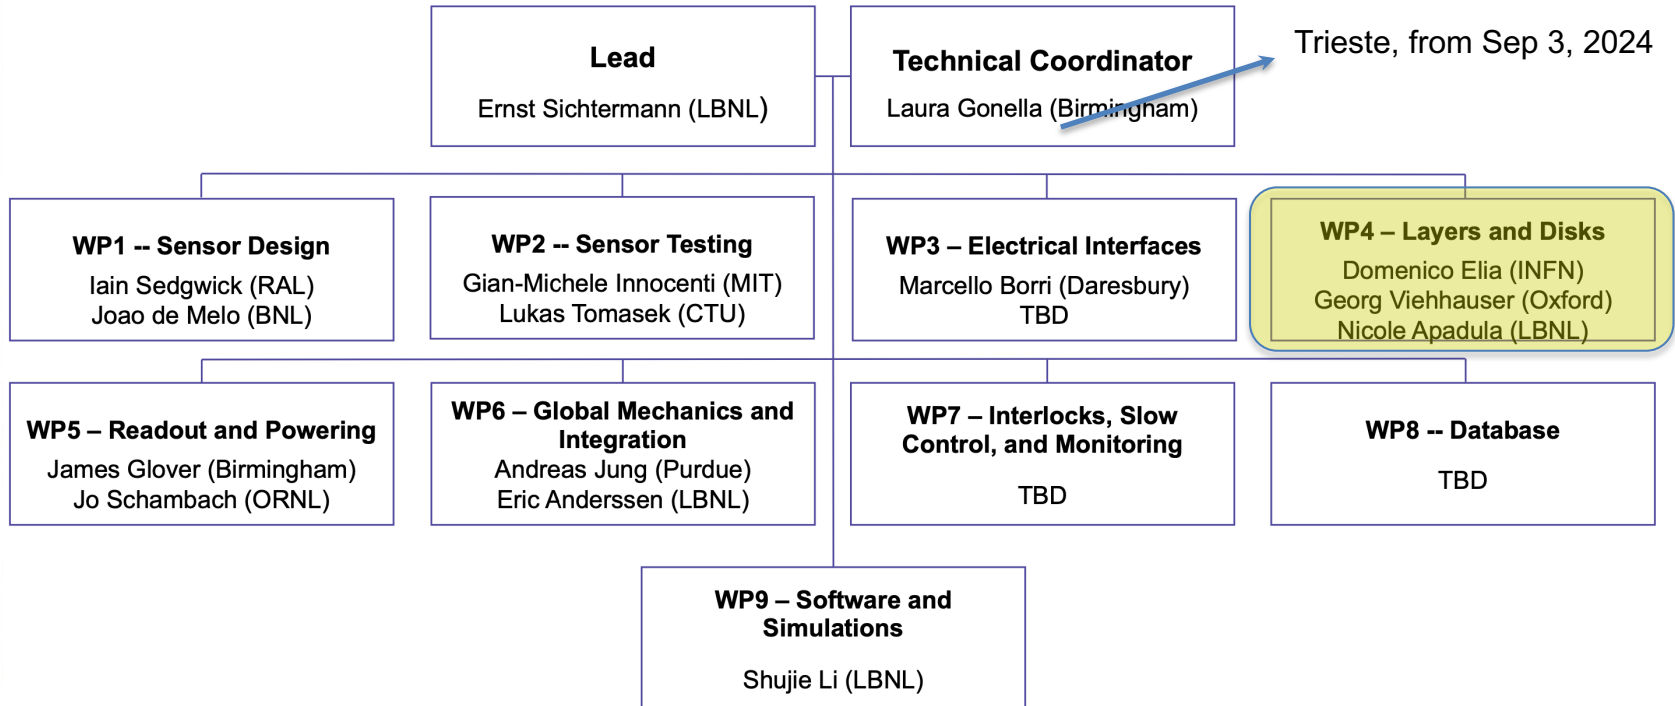 Lead
Ernst Sichtermann (LBNL)
Technical Coordinator
Laura Gonella (Birmingham)
Trieste, from Sep 3, 2024
WP1 -- Sensor Design
Iain Sedgwick (RAL)
Joao de Melo (BNL)
WP2 -- Sensor Testing
Gian-Michele Innocenti (MIT)
Lukas Tomasek (CTU)
WP3 – Electrical Interfaces
Marcello Borri (Daresbury)
TBD
WP4 – Layers and Disks
Domenico Elia (INFN)
Georg Viehhauser (Oxford)
Nicole Apadula (LBNL)
WP5 – Readout and Powering
James Glover (Birmingham)
Jo Schambach (ORNL)
WP6 – Global Mechanics and
Integration
Andreas Jung (Purdue)
Eric Anderssen (LBNL)
WP7 – Interlocks, Slow
Control, and Monitoring
TBD
WP8 -- Database
TBD
WP9 – Software and
Simulations
Shujie Li (LBNL)